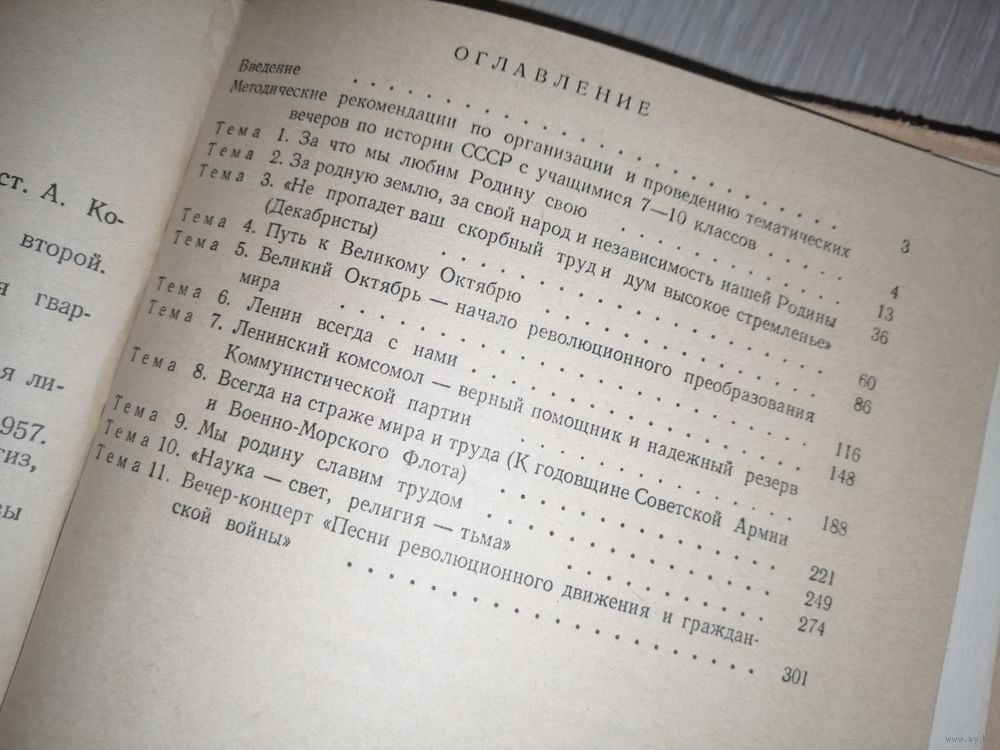 ст. А. Ко-
второй.
я гвар-
я ли-
957.
гиз,
вы
ОГЛАВЛЕНИЕ
Введение . . . . . . . . . . . . . . . . . . . . 3
Методические рекомендации по организации и проведению тематических
вечеров по истории СССР с учащимися 7—10 классов . . . . . 4
Тема 1. За что мы любим Родину свою . . . . . . . . . . 13
Тема 2. За родную землю, за свой народ и независимость нашей Родины 36
Тема 3. «Не пропадет ваш скорбный труд и дум высокое стремленье»
(Декабристы) . . . . . . . . . . . . . . . . . . 60
Тема 4. Путь к Великому Октябрю . . . . . . . . . . . . 86
Тема 5. Великий Октябрь — начало революционного преобразования
мира . . . . . . . . . . . . . . . . . . . . 116
Тема 6. Ленин всегда с нами . . . . . . . . . . . . . . 148
Тема 7. Ленинский комсомол — верный помощник и надежный резерв
Коммунистической партии . . . . . . . . . . . . . . 188
Тема 8. Всегда на страже мира и труда (К годовщине Советской Армии
и Военно-Морского Флота) . . . . . . . . . . . . . 221
Тема 9. Мы родину славим трудом . . . . . . . . . . . . 249
Тема 10. «Наука — свет, религия — тьма» . . . . . . . . . . 274
Тема 11. Вечер-концерт «Песни революционного движения и граждан-
ской войны» . . . . . . . . . . . . . . . . . . 301